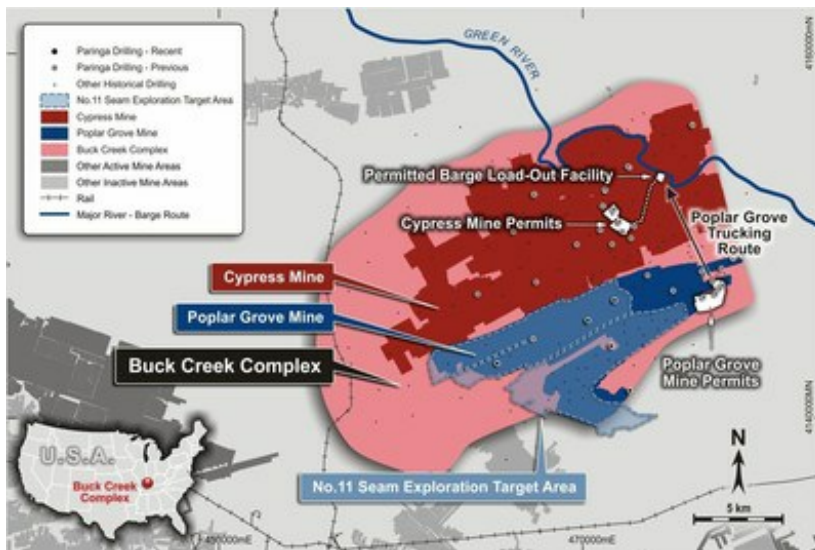 Paringa Drilling - Recent
Paringa Drilling - Previous
Other Historical Drilling
No.11 Seam Exploration Target Area
Cypress Mine
Poplar Grove Mine
Buck Creek Complex
Other Active Mine Areas
Other Inactive Mine Areas
Rail
Major River - Barge Route
GREEN RIVER
4160000mN
Permitted Barge Load-Out Facility
Cypress Mine Permits
Poplar Grove
Trucking
Route
Cypress Mine
Poplar Grove Mine
Buck Creek Complex
Poplar Grove
Mine Permits
4140000mN
No.11 Seam Exploration Target Area
U.S.A.
Buck Creek
Complex
N
5 km
450000mE
470000mE